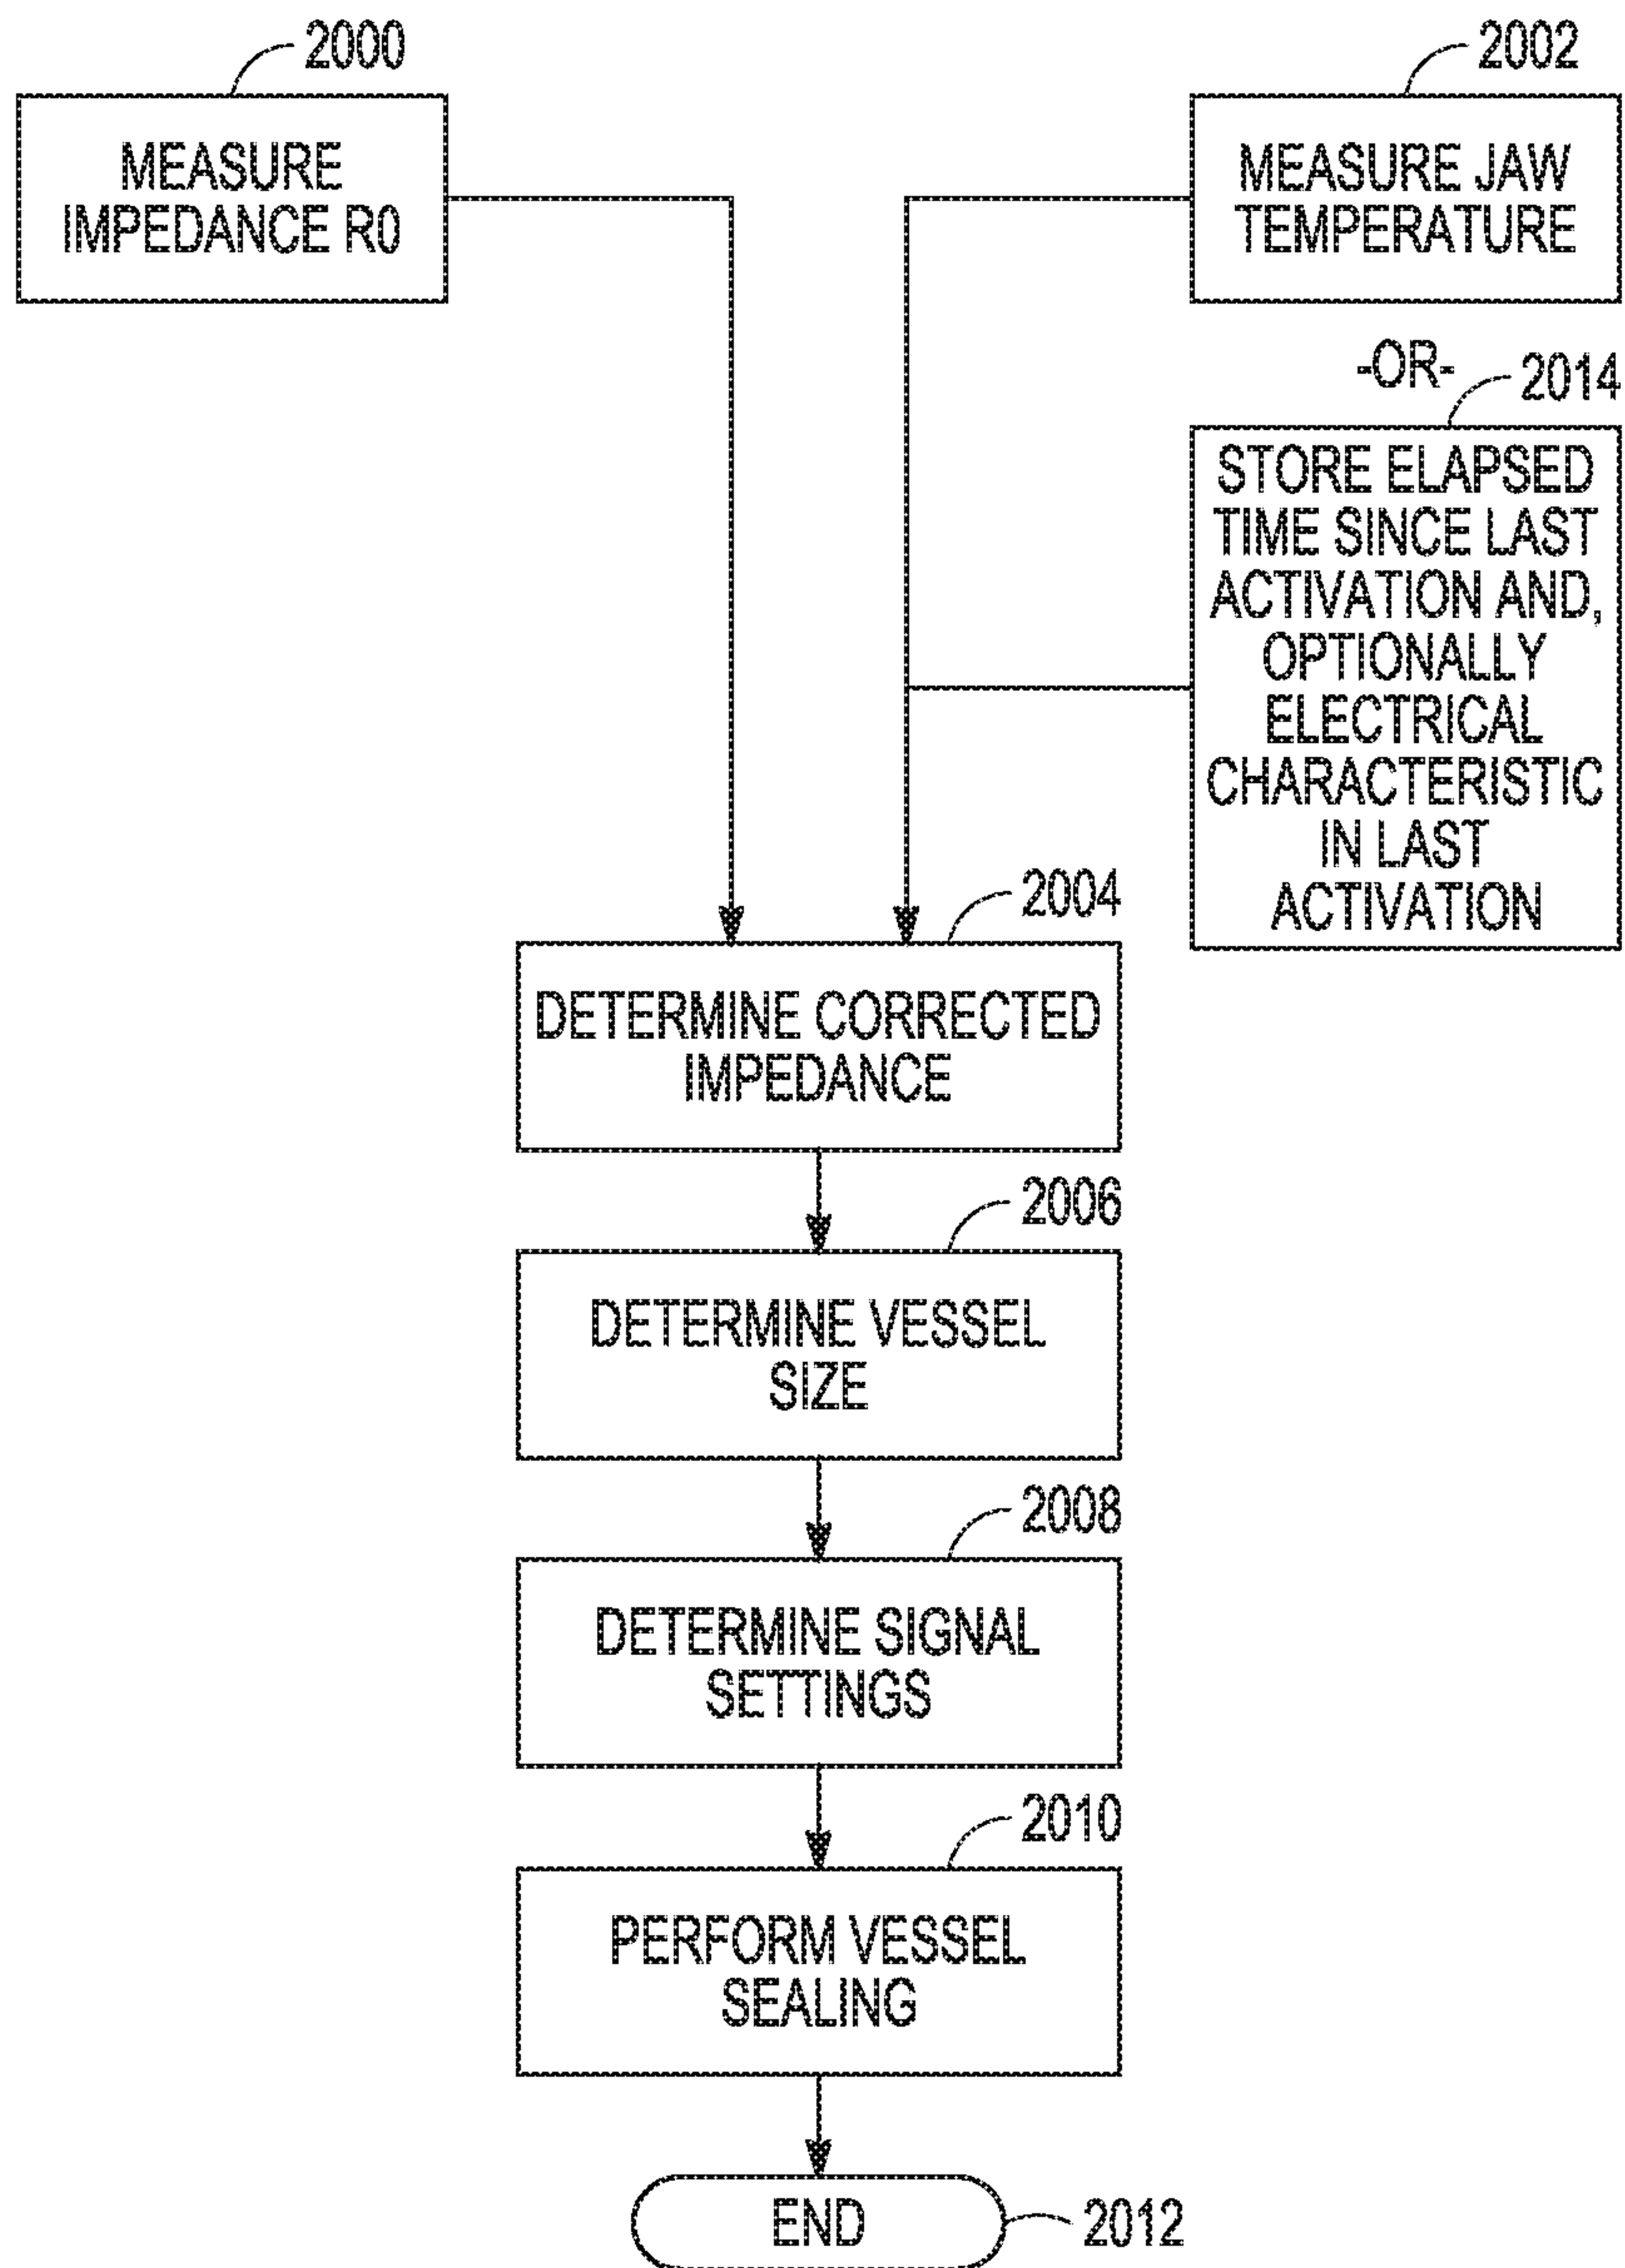 2000
MEASURE
IMPEDANCE R0
2002
MEASURE JAW
TEMPERATURE
-OR-
2014
STORE ELAPSED
TIME SINCE LAST
ACTIVATION AND,
OPTIONALLY
ELECTRICAL
CHARACTERISTIC
IN LAST
ACTIVATION
2004
DETERMINE CORRECTED
IMPEDANCE
2006
DETERMINE VESSEL
SIZE
2008
DETERMINE SIGNAL
SETTINGS
2010
PERFORM VESSEL
SEALING
END
2012